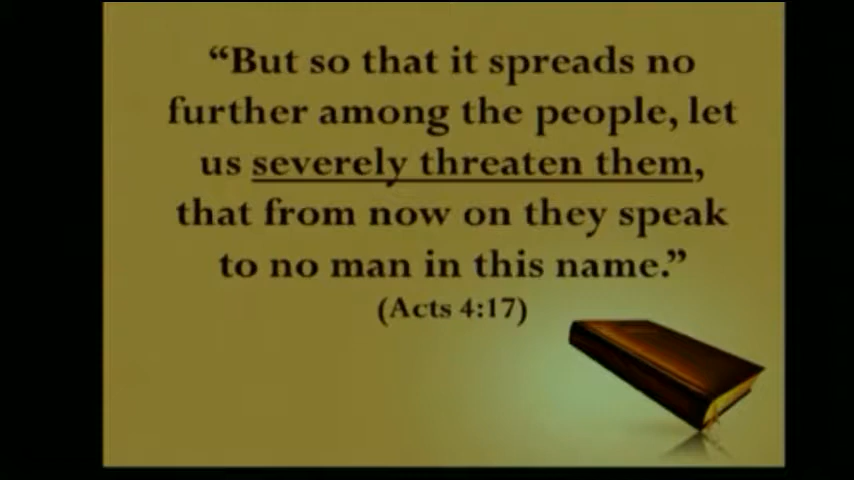 “But so that it spreads no
further among the people, let
us severely threaten them,
that from now on they speak
to no man in this name.”
(Acts 4:17)